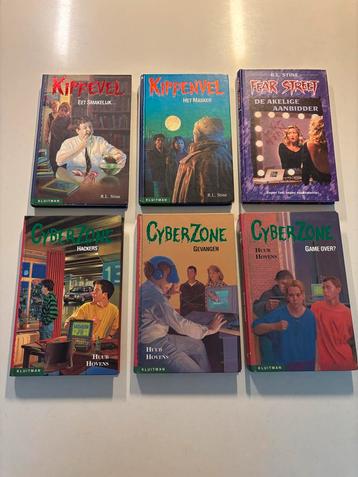 KIPPEVEL
EET SMAKELIJK...
R.L. STINE
KLUITMAN
KIPPENVEL
HET MASKER
R.L. STINE
KLUITMAN
R.L. STINE
FEAR STREET
DE AKELIGE
AANBIDDER
CYBERZONE
HACKERS
HUUB
HOVENS
KLUITMAN
CYBERZONE
GEVANGEN
HUUB
HOVENS
KLUITMAN
CYBERZONE
HUUB
HOVENS
GAME OVER?
KLUITMAN